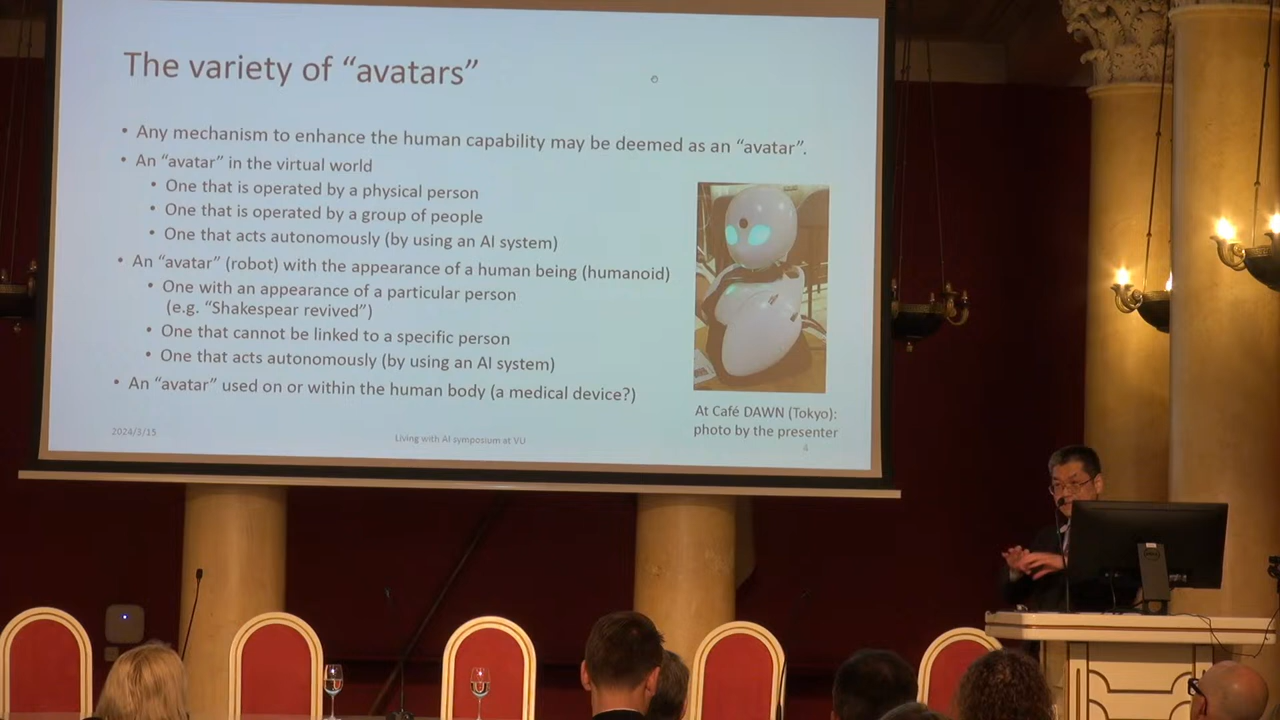 The variety of “avatars”
• Any mechanism to enhance the human capability may be deemed as an “avatar”.
• An “avatar” in the virtual world
• One that is operated by a physical person
• One that is operated by a group of people
• One that acts autonomously (by using an AI system)
• An “avatar” (robot) with the appearance of a human being (humanoid)
• One with an appearance of a particular person
(e.g. “Shakespear revived”)
• One that cannot be linked to a specific person
• One that acts autonomously (by using an AI system)
• An “avatar” used on or within the human body (a medical device?)
At Café DAWN (Tokyo):
photo by the presenter
2024/3/15
Living with AI symposium at VU
4
DELL